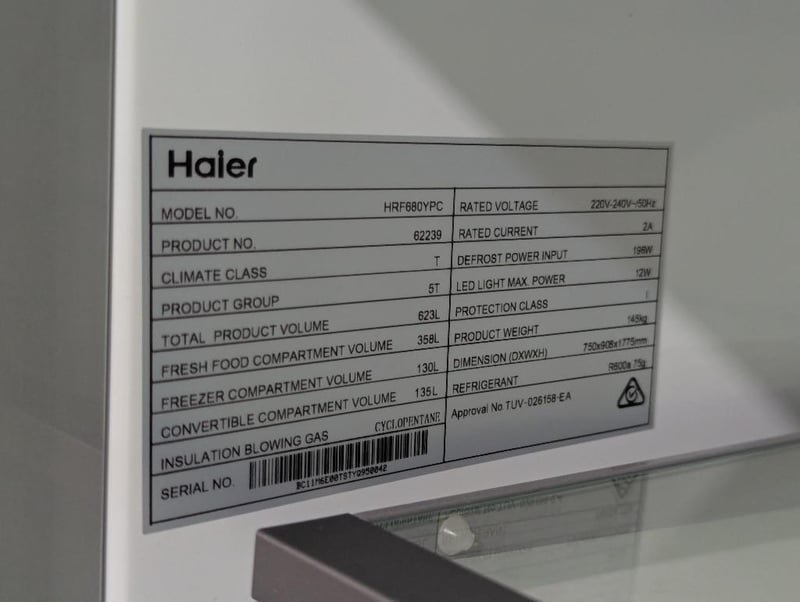 Haier
MODEL NO. HRF680YPC
PRODUCT NO. 62239
CLIMATE CLASS T
PRODUCT GROUP 5T
TOTAL PRODUCT VOLUME 623L
FRESH FOOD COMPARTMENT VOLUME 358L
FREEZER COMPARTMENT VOLUME 130L
CONVERTIBLE COMPARTMENT VOLUME 135L
INSULATION BLOWING GAS CYCLOPENTANE
SERIAL NO.
BC11M6E00TSTYQ950042
RATED VOLTAGE 220V-240V~/50Hz
RATED CURRENT 2A
DEFROST POWER INPUT 196W
LED LIGHT MAX. POWER 12W
PROTECTION CLASS I
PRODUCT WEIGHT 145kg
DIMENSION (DXWXH) 750x908x1775mm
REFRIGERANT R600a 75g
Approval No.TUV-026158-EA